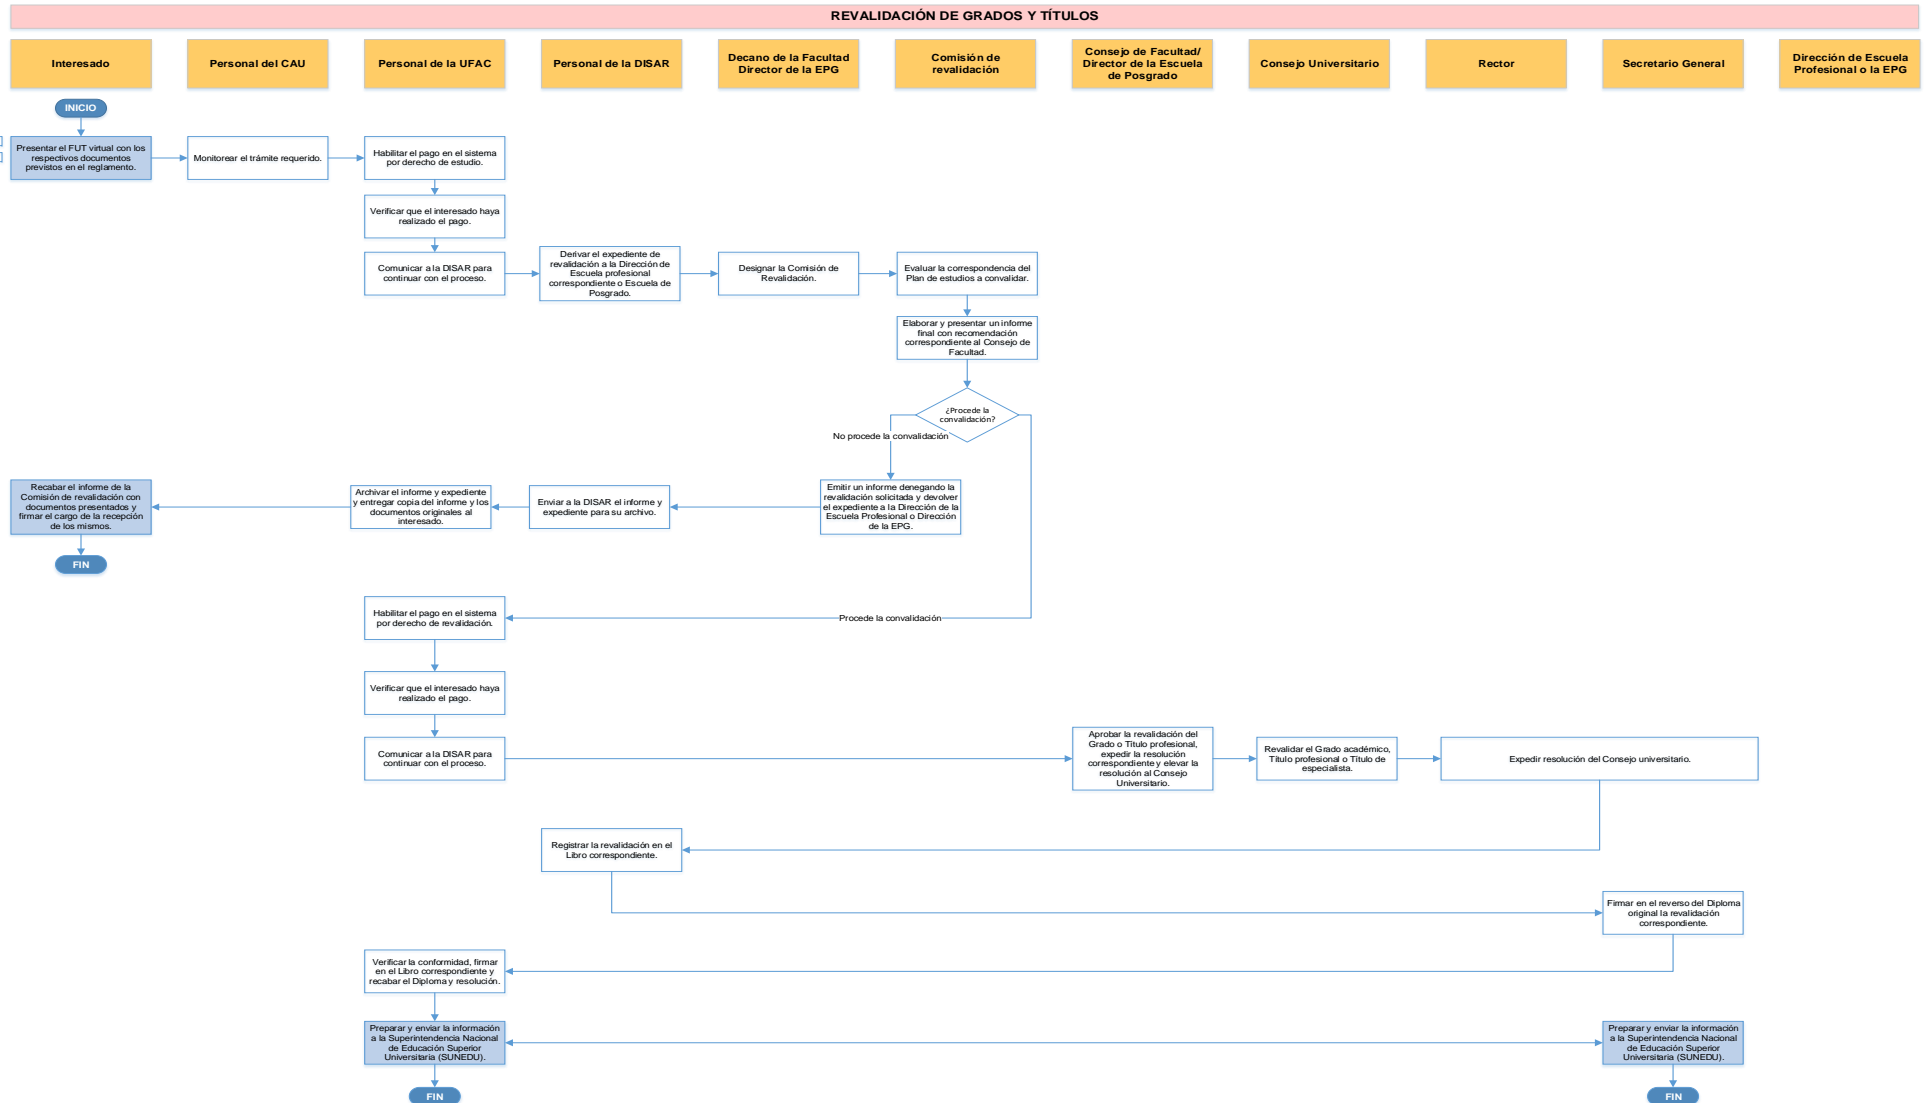 REVALIDACIÓN DE GRADOS Y TÍTULOS
Interesado
Personal del CAU
Personal de la UFAC
Personal de la DISAR
Decano de la Facultad
Director de la EPG
Comisión de
revalidación
Consejo de Facultad/
Director de la Escuela
de Posgrado
Consejo Universitario
Rector
Secretario General
Dirección de Escuela
Profesional o la EPG
INICIO
Presentar el FUT virtual con los
respectivos documentos
previstos en el reglamento.
Monitorear el trámite requerido.
Habilitar el pago en el sistema
por derecho de estudio.
Verificar que el interesado haya
realizado el pago.
Comunicar a la DISAR para
continuar con el proceso.
Derivar el expediente de
revalidación a la Dirección de
Escuela profesional
correspondiente o Escuela de
Posgrado.
Designar la Comisión de
Revalidación.
Evaluar la correspondencia del
Plan de estudios a convalidar.
Elaborar y presentar un informe
final con recomendación
correspondiente al Consejo de
Facultad.
¿Procede la
convalidación?
No procede la convalidación
Recabar el informe de la
Comisión de revalidación con
documentos presentados y
firmar el cargo de la recepción
de los mismos.
Archivar el informe y expediente
y entregar copia del informe y los
documentos originales al
interesado.
Enviar a la DISAR el informe y
expediente para su archivo.
Emitir un informe denegando la
revalidación solicitada y devolver
el expediente a la Dirección de la
Escuela Profesional o Dirección
de la EPG.
FIN
Habilitar el pago en el sistema
por derecho de revalidación.
Procede la convalidación
Verificar que el interesado haya
realizado el pago.
Comunicar a la DISAR para
continuar con el proceso.
Aprobar la revalidación del
Grado o Título profesional,
expedir la resolución
correspondiente y elevar la
resolución al Consejo
Universitario.
Revalidar el Grado académico,
Título profesional o Título de
especialista.
Expedir resolución del Consejo universitario.
Registrar la revalidación en el
Libro correspondiente.
Firmar en el reverso del Diploma
original la revalidación
correspondiente.
Verificar la conformidad, firmar
en el Libro correspondiente y
recabar el Diploma y resolución.
Preparar y enviar la información
a la Superintendencia Nacional
de Educación Superior
Universitaria (SUNEDU).
Preparar y enviar la información
a la Superintendencia Nacional
de Educación Superior
Universitaria (SUNEDU).
FIN
FIN